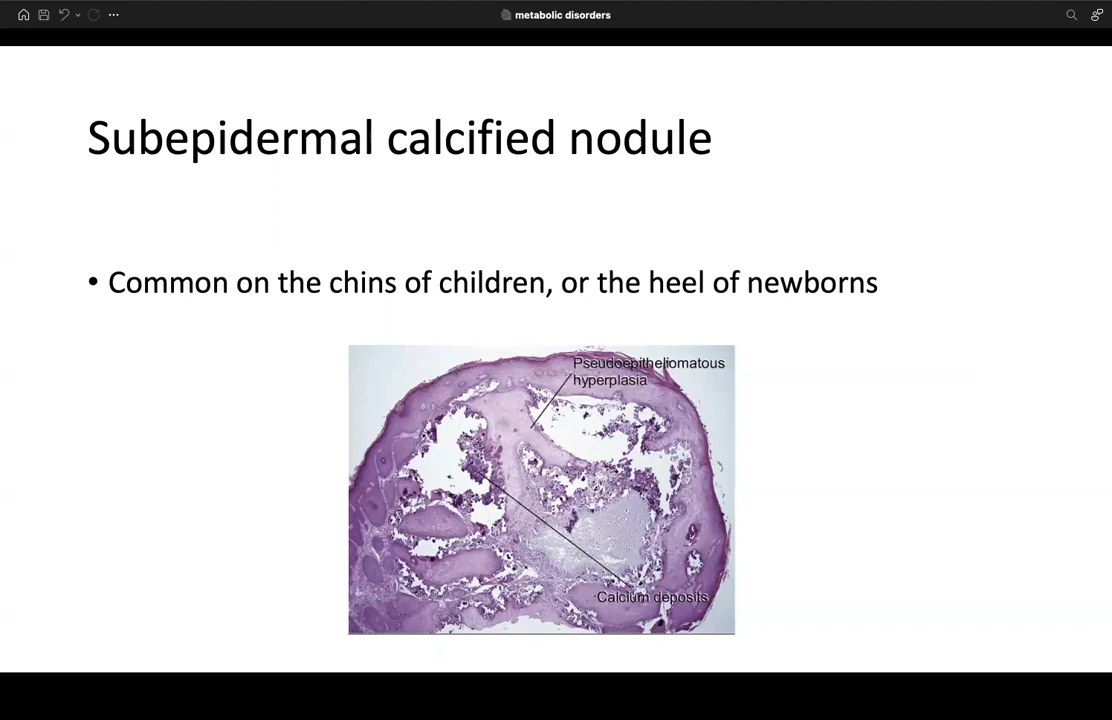 metabolic disorders
Subepidermal calcified nodule
• Common on the chins of children, or the heel of newborns
Pseudoepitheliomatous
hyperplasia
Calcium deposits